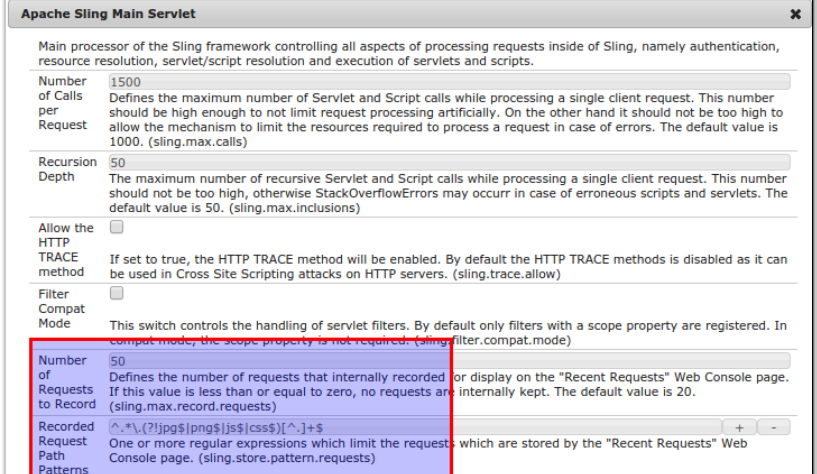 Apache Sling Main Servlet
Main processor of the Sling framework controlling all aspects of processing requests inside of Sling, namely authentication,
resource resolution, servlet/script resolution and execution of servlets and scripts.
Number of Calls per Request
1500
Defines the maximum number of Servlet and Script calls while processing a single client request. This number
should be high enough to not limit request processing artificially. On the other hand it should not be too high to
allow the mechanism to limit the resources required to process a request in case of errors. The default value is
1000. (sling.max.calls)
Recursion Depth
50
The maximum number of recursive Servlet and Script calls while processing a single client request. This number
should not be too high, otherwise StackOverflowErrors may occurr in case of erroneous scripts and servlets. The
default value is 50. (sling.max.inclusions)
Allow the HTTP TRACE method
If set to true, the HTTP TRACE method will be enabled. By default the HTTP TRACE methods is disabled as it can
be used in Cross Site Scripting attacks on HTTP servers. (sling.trace.allow)
Filter Compat Mode
This switch controls the handling of servlet filters. By default only filters with a scope property are registered. In
compat mode, the scope property is not required. (sling.filter.compat.mode)
Number of Requests to Record
50
Defines the number of requests that internally recorded for display on the "Recent Requests" Web Console page.
If this value is less than or equal to zero, no requests are internally kept. The default value is 20.
(sling.max.record.requests)
Recorded Request Path Patterns
^.*\.(?!jpg$|png$|js$|css$)[^.]+$
+ -
One or more regular expressions which limit the requests which are stored by the "Recent Requests" Web
Console page. (sling.store.pattern.requests)